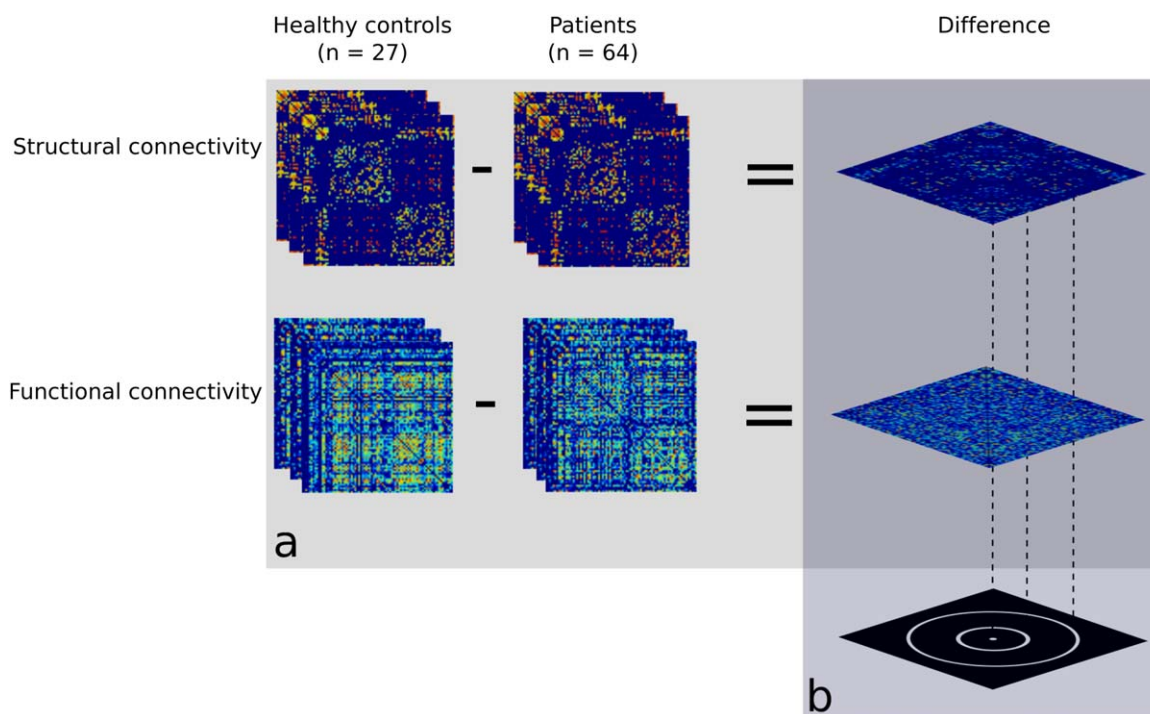 Healthy controls
(n = 27)
Patients
(n = 64)
Difference
Structural connectivity
-
=
Functional connectivity
-
=
a
b